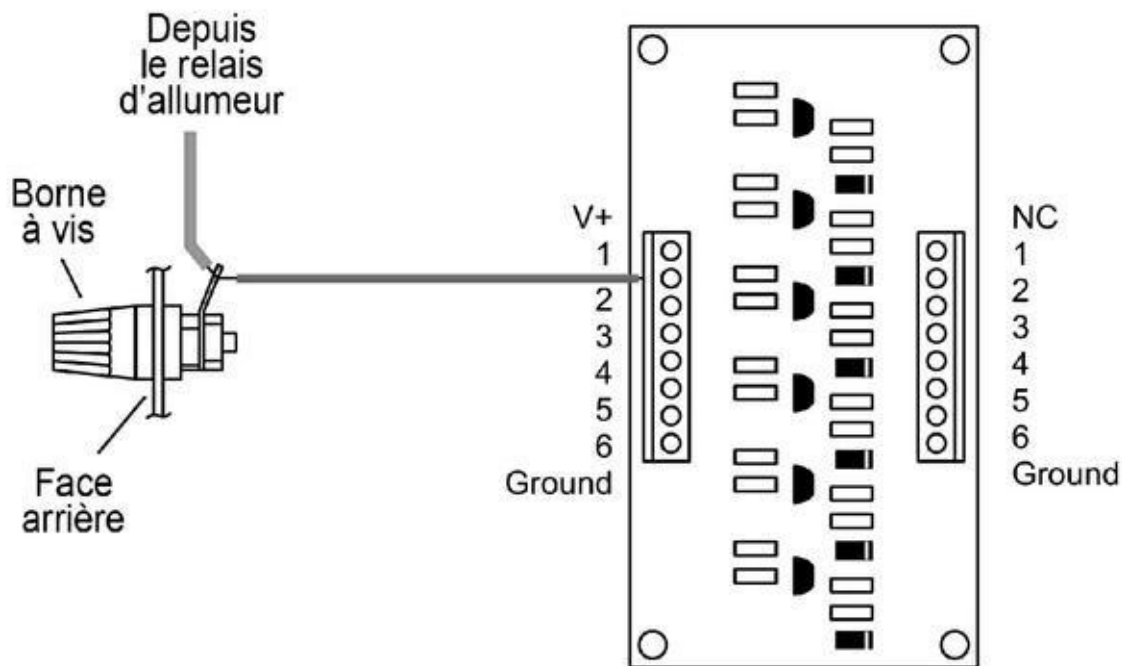 Depuis
le relais
d'allumeur
Borne
à vis
Face
arrière
V+
1
2
3
4
5
6
Ground
NC
1
2
3
4
5
6
Ground